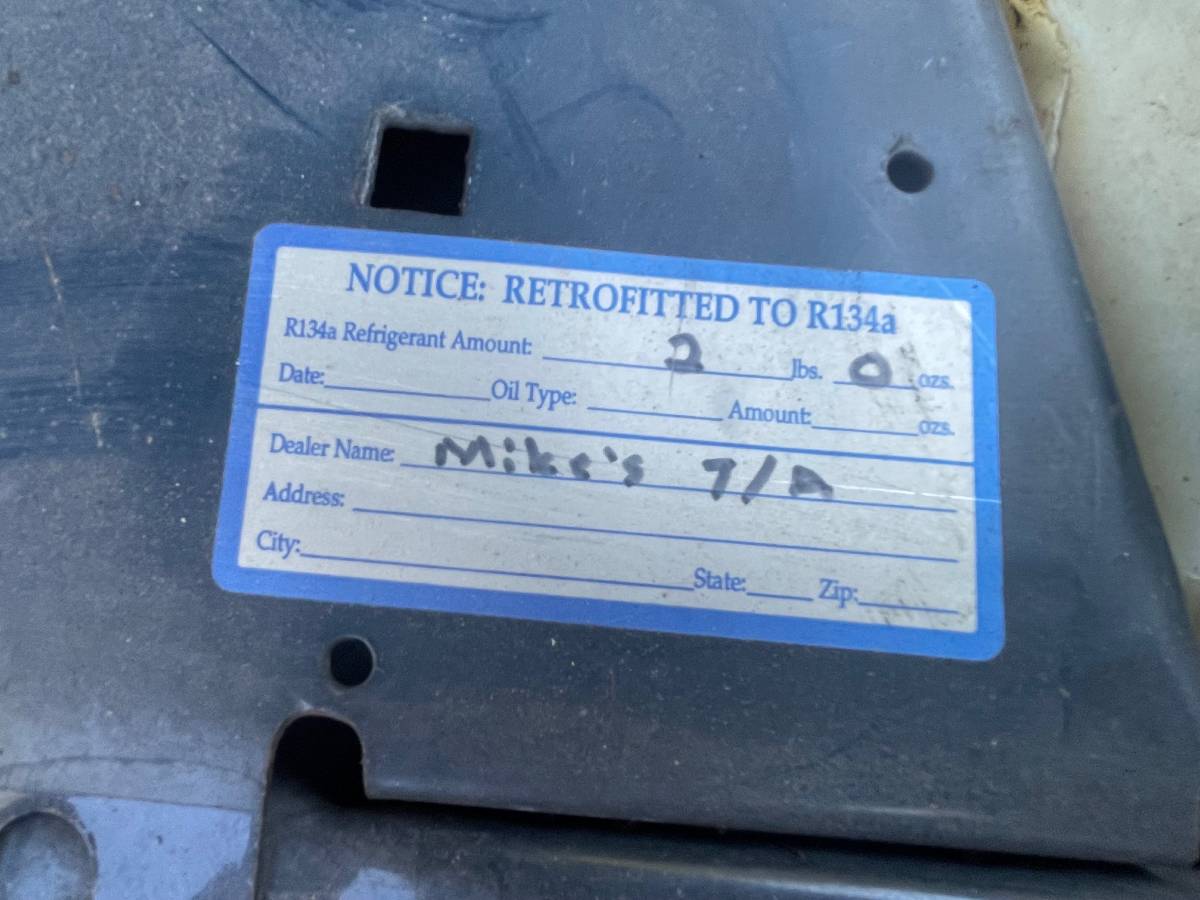 NOTICE: RETROFITTED TO R134a
R134a Refrigerant Amount: 2 lbs. 0 ozs.
Date: Oil Type: Amount: ozs.
Dealer Name: Mike's T/A
Address:
City: State: Zip: